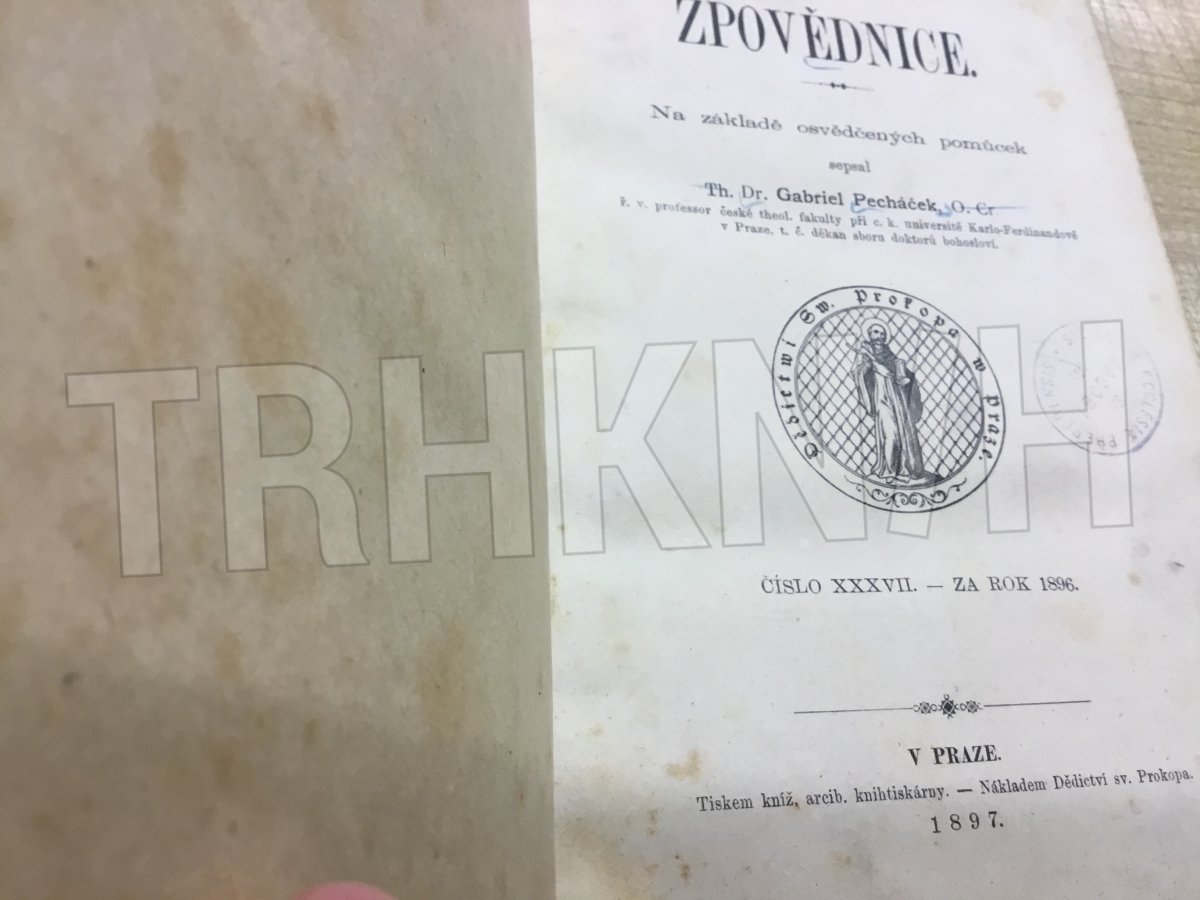 ZPOVĚDNICE.
Na základě osvědčených pomůcek
sepsal
Th. Dr. Gabriel Pecháček, O. Cr
ř. v. professor české theol. fakulty při c. k. universitě Karlo-Ferdinandově
v Praze, t. č. děkan sboru doktorů bohosloví.
Dědictwí Sw. Prokopa w Praze.
ECCLESIA
TRHKNIH
ČÍSLO XXXVII. — ZA ROK 1896.
V PRAZE.
Tiskem kníž, arcib. knihtiskárny. — Nákladem Dědictví sv. Prokopa.
1897.